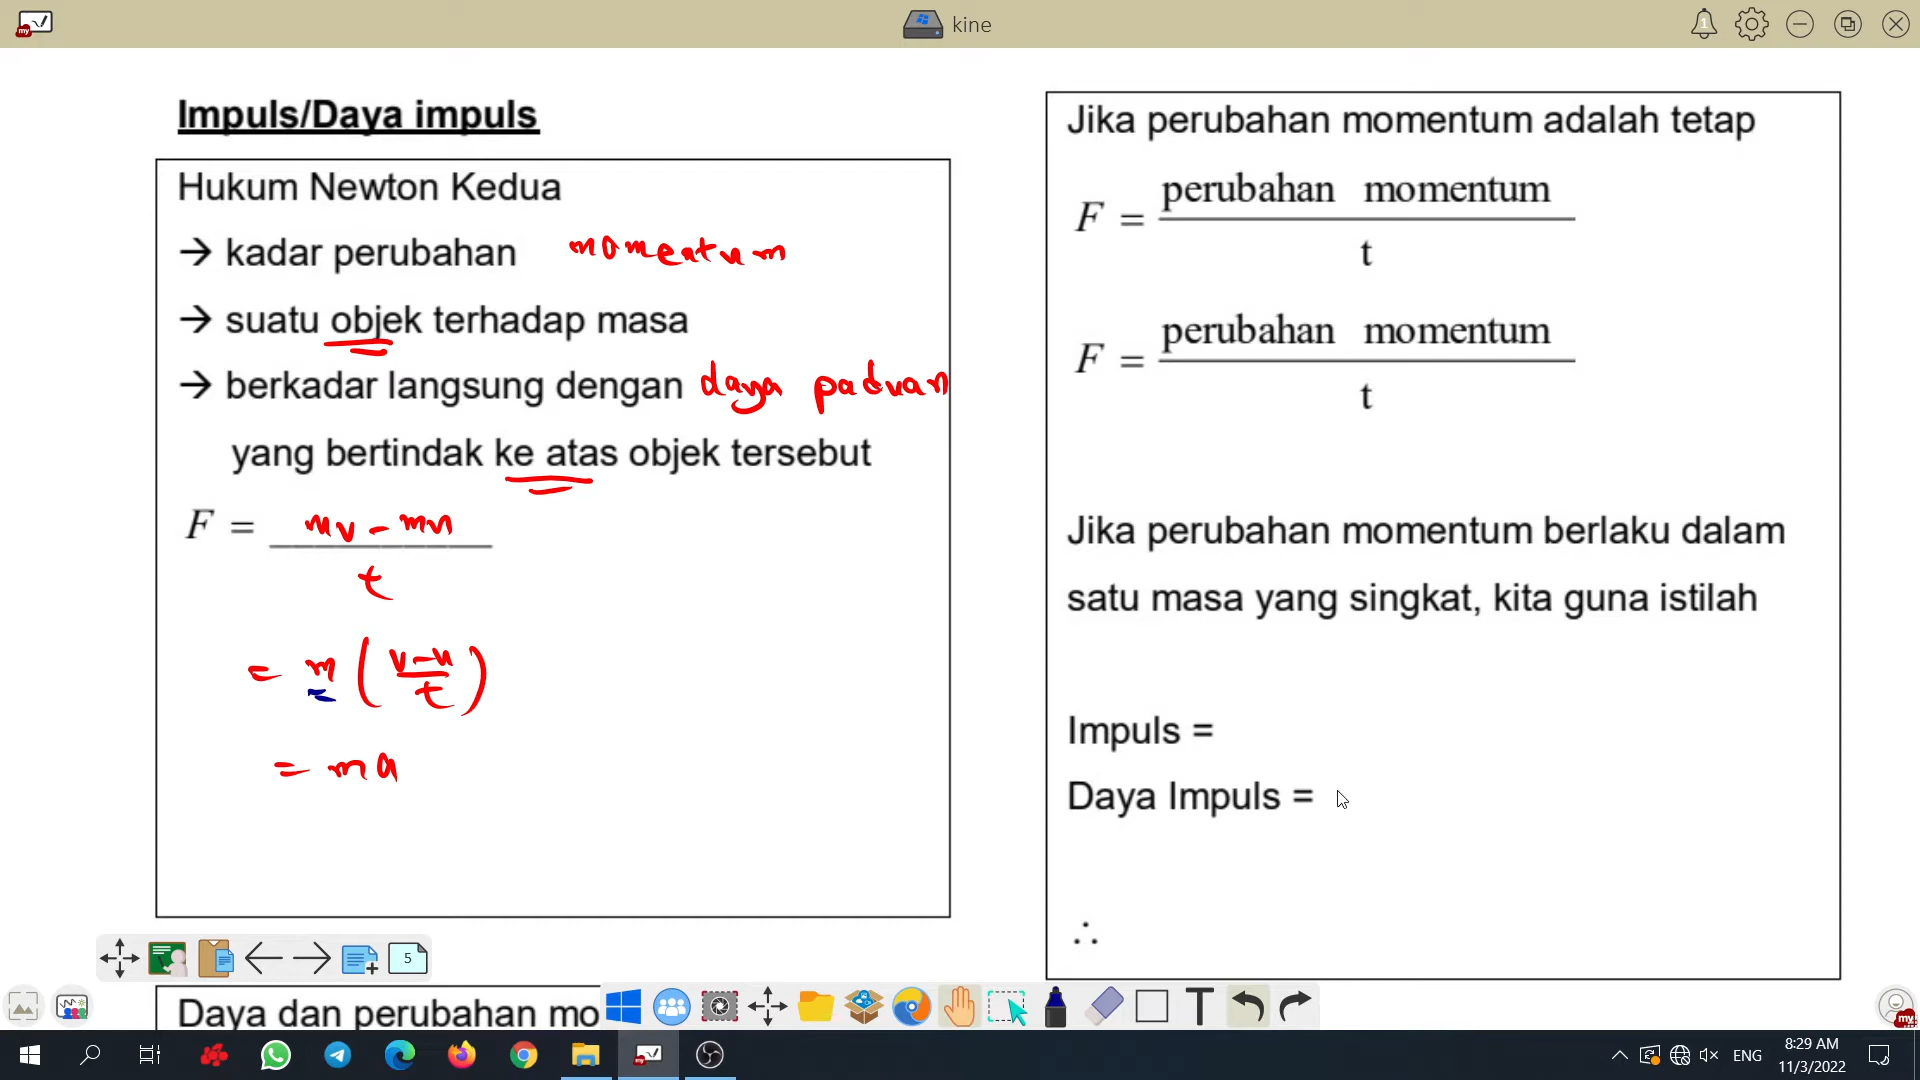 kine
Impuls/Daya impuls
Hukum Newton Kedua
→ kadar perubahan momentum
→ suatu objek terhadap masa
→ berkadar langsung dengan daya paduan
yang bertindak ke atas objek tersebut
F = mv - mu
t
= m ( v-u / t )
= ma
Daya dan perubahan mo
Jika perubahan momentum adalah tetap
F = perubahan momentum
t
F = perubahan momentum
t
Jika perubahan momentum berlaku dalam
satu masa yang singkat, kita guna istilah
Impuls =
Daya Impuls =
∴
5
T
ENG
8:29 AM
11/3/2022
1
my
my